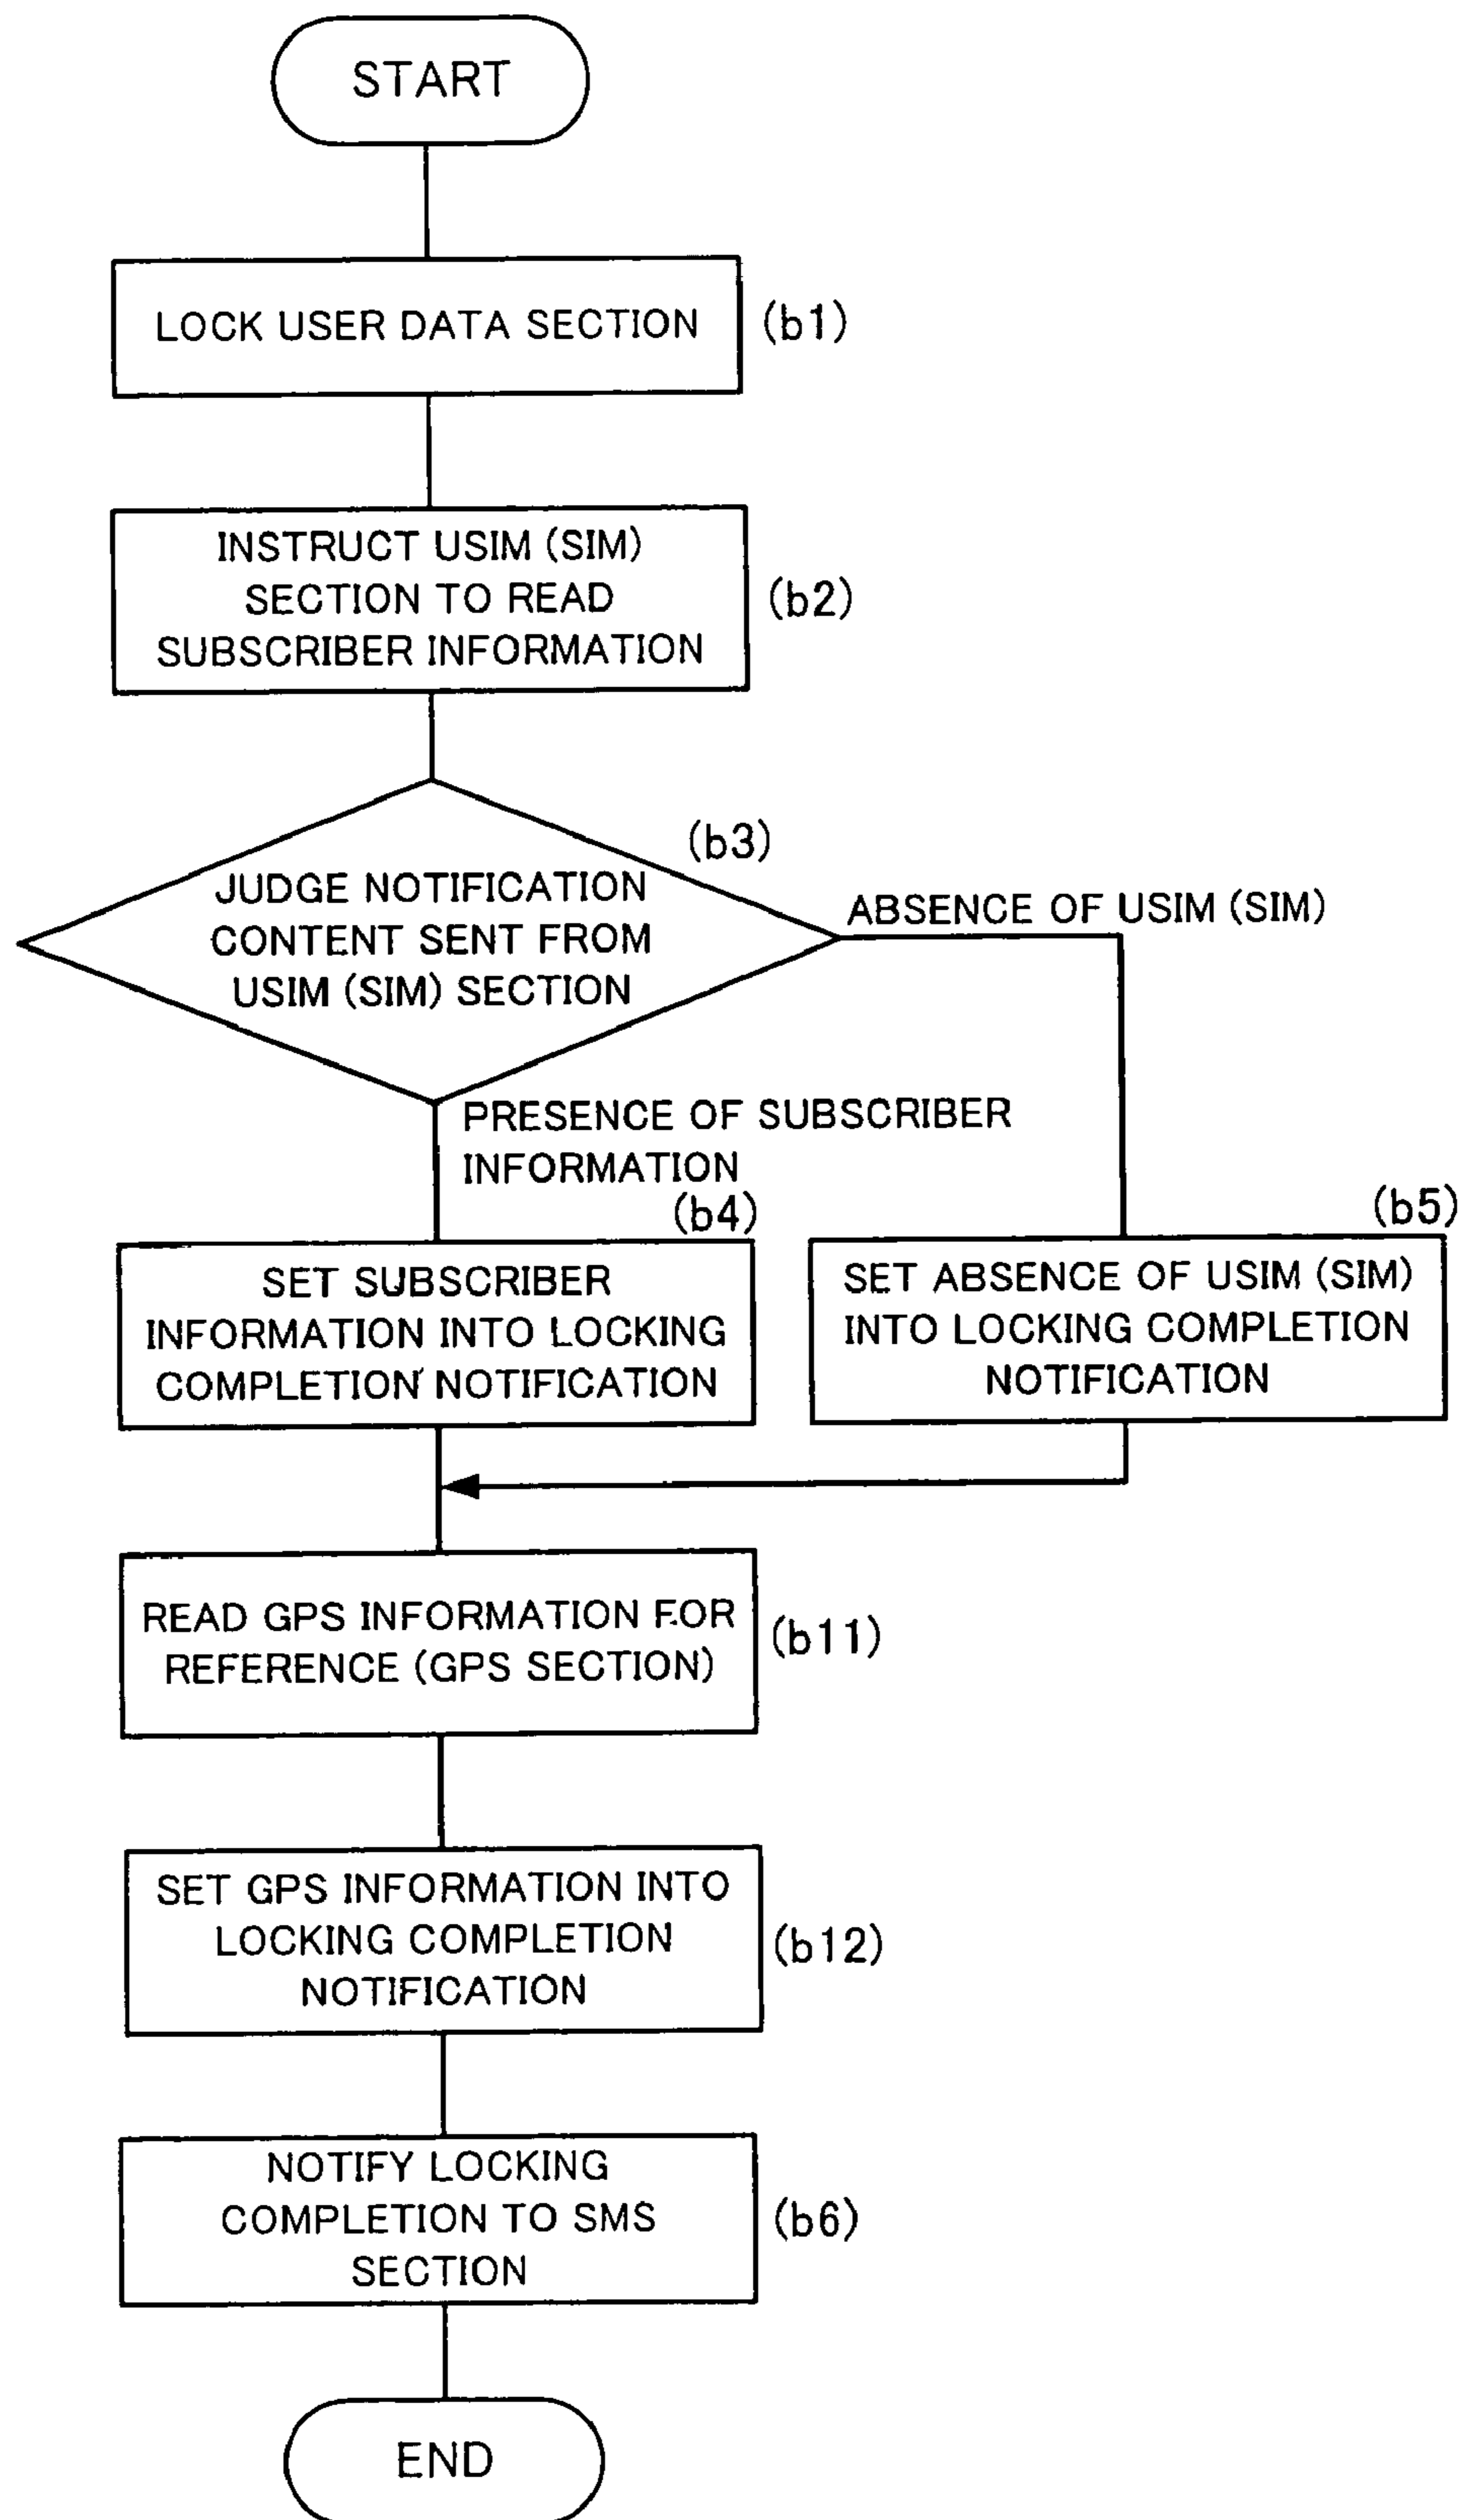 START
LOCK USER DATA SECTION
(b1)
INSTRUCT USIM (SIM)
SECTION TO READ
SUBSCRIBER INFORMATION
(b2)
(b3)
JUDGE NOTIFICATION
CONTENT SENT FROM
USIM (SIM) SECTION
ABSENCE OF USIM (SIM)
PRESENCE OF SUBSCRIBER
INFORMATION
(b4)
SET SUBSCRIBER
INFORMATION INTO LOCKING
COMPLETION NOTIFICATION
(b5)
SET ABSENCE OF USIM (SIM)
INTO LOCKING COMPLETION
NOTIFICATION
READ GPS INFORMATION FOR
REFERENCE (GPS SECTION)
(b11)
SET GPS INFORMATION INTO
LOCKING COMPLETION
NOTIFICATION
(b12)
NOTIFY LOCKING
COMPLETION TO SMS
SECTION
(b6)
END